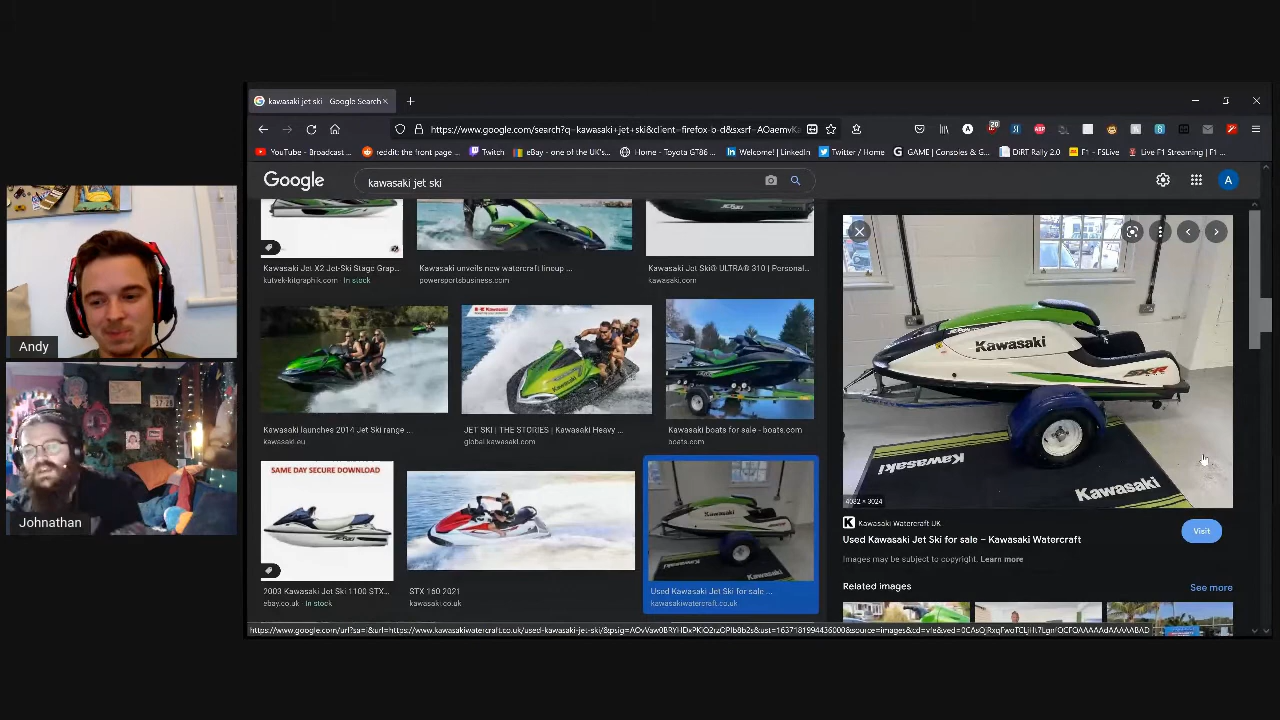 kawasaki jet ski - Google Search
https://www.google.com/search?q=kawasaki+jet+ski&client=firefox-b-d&sxsrf=AOaemvK
20
ABP
YouTube - Broadcast ...
reddit: the front page ...
Twitch
eBay - one of the UK's...
Home - Toyota GT86 ...
Welcome! | LinkedIn
Twitter / Home
GAME | Consoles & G...
DiRT Rally 2.0
F1 - FSLive
Live F1 Streaming | F1 ...
Google
kawasaki jet ski
A
Kawasaki Jet X2 Jet-Ski Stage Grap...
kutvek-kitgraphik.com · In stock
Kawasaki unveils new watercraft lineup ...
powersportsbusiness.com
Kawasaki Jet Ski® ULTRA® 310 | Personal...
kawasaki.com
Kawasaki
Kawasaki launches 2014 Jet Ski range ...
kawasaki.eu
JET SKI | THE STORIES | Kawasaki Heavy ...
global.kawasaki.com
Kawasaki boats for sale - boats.com
boats.com
SAME DAY SECURE DOWNLOAD
2003 Kawasaki Jet Ski 1100 STX...
ebay.co.uk · In stock
STX 160 2021
kawasaki.co.uk
Used Kawasaki Jet Ski for sale ...
kawasakiwatercraft.co.uk
Kawasaki
Kawasaki
Kawasaki
4032 × 3024
Kawasaki Watercraft UK
Used Kawasaki Jet Ski for sale – Kawasaki Watercraft
Visit
Images may be subject to copyright. Learn more
Related images
See more
Andy
Johnathan